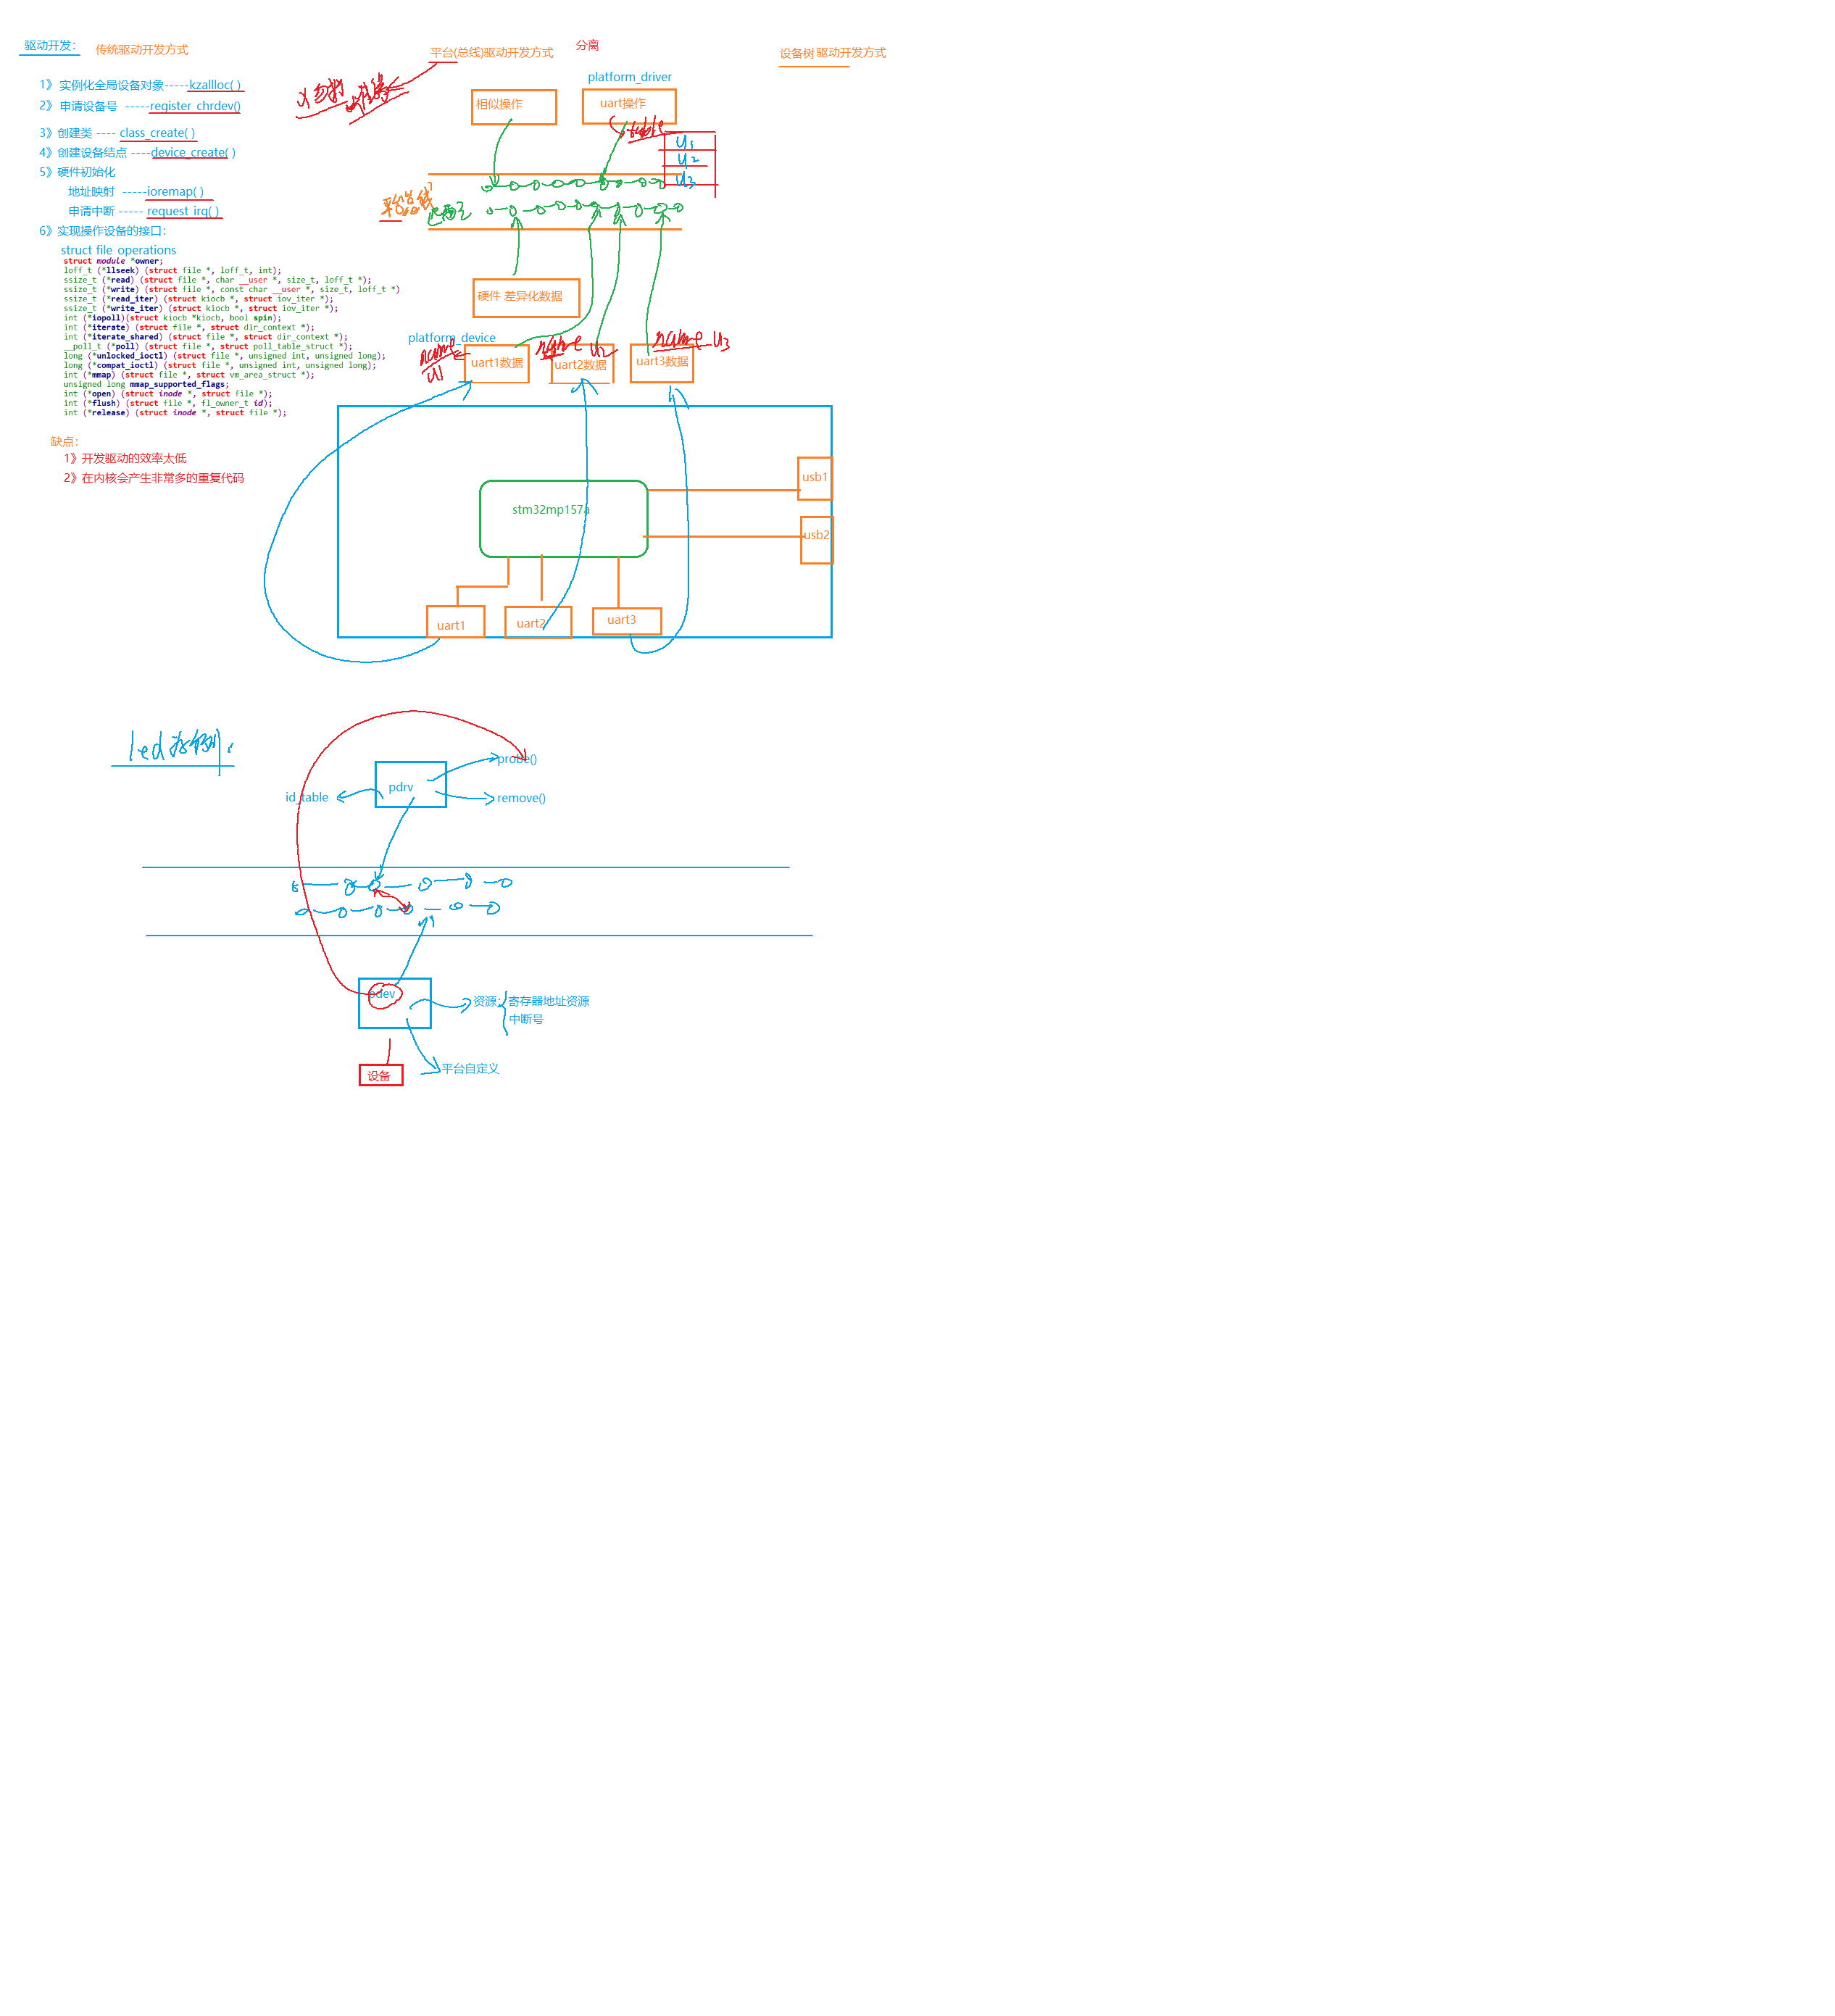 驱动开发：
传统驱动开发方式
1》实例化全局设备对象-----kzallloc( )
2》申请设备号 -----register_chrdev()
3》创建类 ---- class_create( )
4》创建设备结点 ----device_create( )
5》硬件初始化
地址映射 -----ioremap( )
申请中断 ----- request_irq( )
6》实现操作设备的接口：
struct file_operations
struct module *owner;
loff_t (*llseek) (struct file *, loff_t, int);
ssize_t (*read) (struct file *, char __user *, size_t, loff_t *);
ssize_t (*write) (struct file *, const char __user *, size_t, loff_t *)
ssize_t (*read_iter) (struct kiocb *, struct iov_iter *);
ssize_t (*write_iter) (struct kiocb *, struct iov_iter *);
int (*iopoll)(struct kiocb *kiocb, bool spin);
int (*iterate) (struct file *, struct dir_context *);
int (*iterate_shared) (struct file *, struct dir_context *);
__poll_t (*poll) (struct file *, struct poll_table_struct *);
long (*unlocked_ioctl) (struct file *, unsigned int, unsigned long);
long (*compat_ioctl) (struct file *, unsigned int, unsigned long);
int (*mmap) (struct file *, struct vm_area_struct *);
unsigned long mmap_supported_flags;
int (*open) (struct inode *, struct file *);
int (*flush) (struct file *, fl_owner_t id);
int (*release) (struct inode *, struct file *);
缺点：
1》开发驱动的效率太低
2》在内核会产生非常多的重复代码
平台(总线)驱动开发方式
分离
platform_driver
相似操作
uart操作
table
U1
U2
U3
平台总线
硬件 差异化数据
platform_device
name
U1
uart1数据
name U2
uart2数据
name U3
uart3数据
stm32mp157a
usb1
usb2
uart1
uart2
uart3
设备树 驱动开发方式
led为例：
probe()
pdrv
id_table
remove()
pdev
资源：
寄存器地址资源
中断号
平台自定义
设备